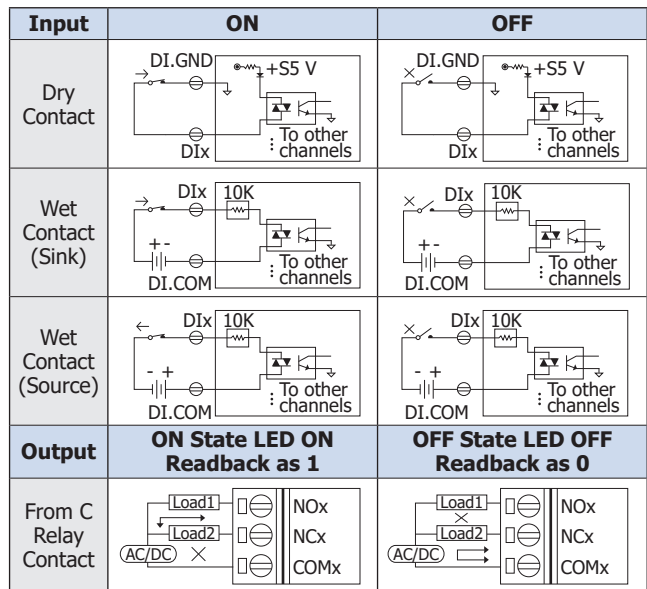 Input ON OFF
Dry Contact
DI.GND +S5 V
DIx To other channels
DI.GND +S5 V
DIx To other channels
Wet Contact (Sink)
DIx 10K
+ -
DI.COM To other channels
DIx 10K
+ -
DI.COM To other channels
Wet Contact (Source)
DIx 10K
- +
DI.COM To other channels
DIx 10K
- +
DI.COM To other channels
Output ON State LED ON Readback as 1 OFF State LED OFF Readback as 0
From C Relay Contact
Load1 NOx
Load2 NCx
AC/DC COMx
Load1 NOx
Load2 NCx
AC/DC COMx